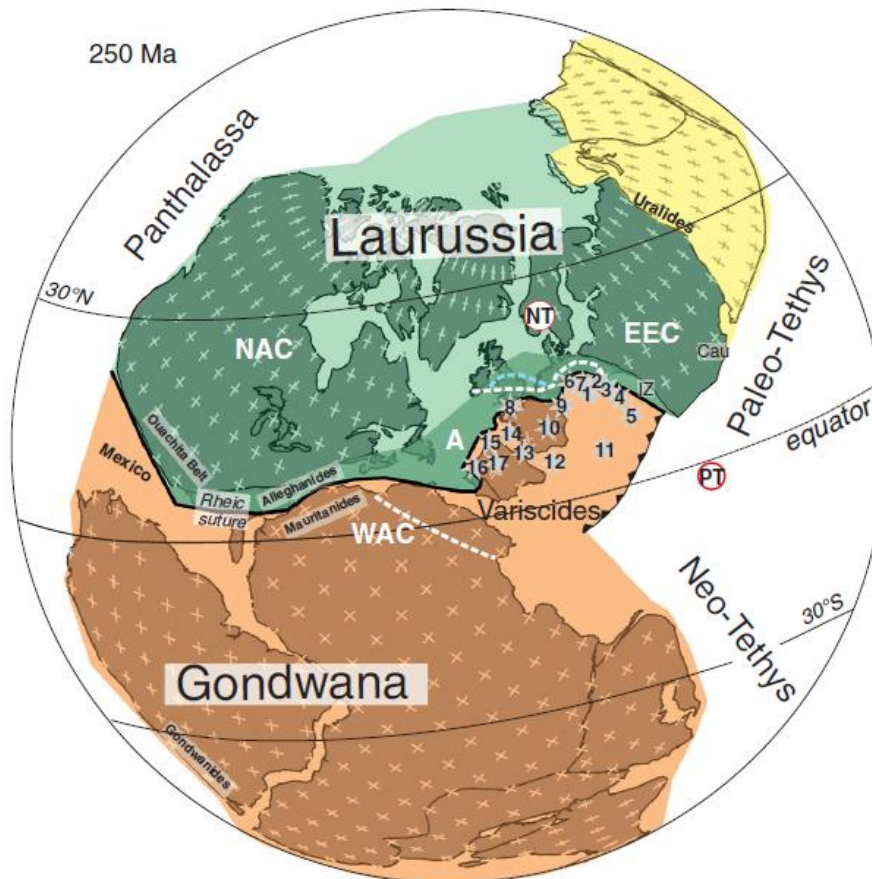 250 Ma
Panthalassa
Laurussia
Uralides
30°N
NT
NAC
EEC
Paleo-Tethys
Cau
IZ
6
7
2
1
3
4
5
8
9
equator
Mexico
Ouachita Belt
A
15
14
10
11
13
12
16
17
PT
Rheic
suture
Alleghanides
Mauritanides
Variscides
WAC
Neo-Tethys
30°S
Gondwana
Gondwanides